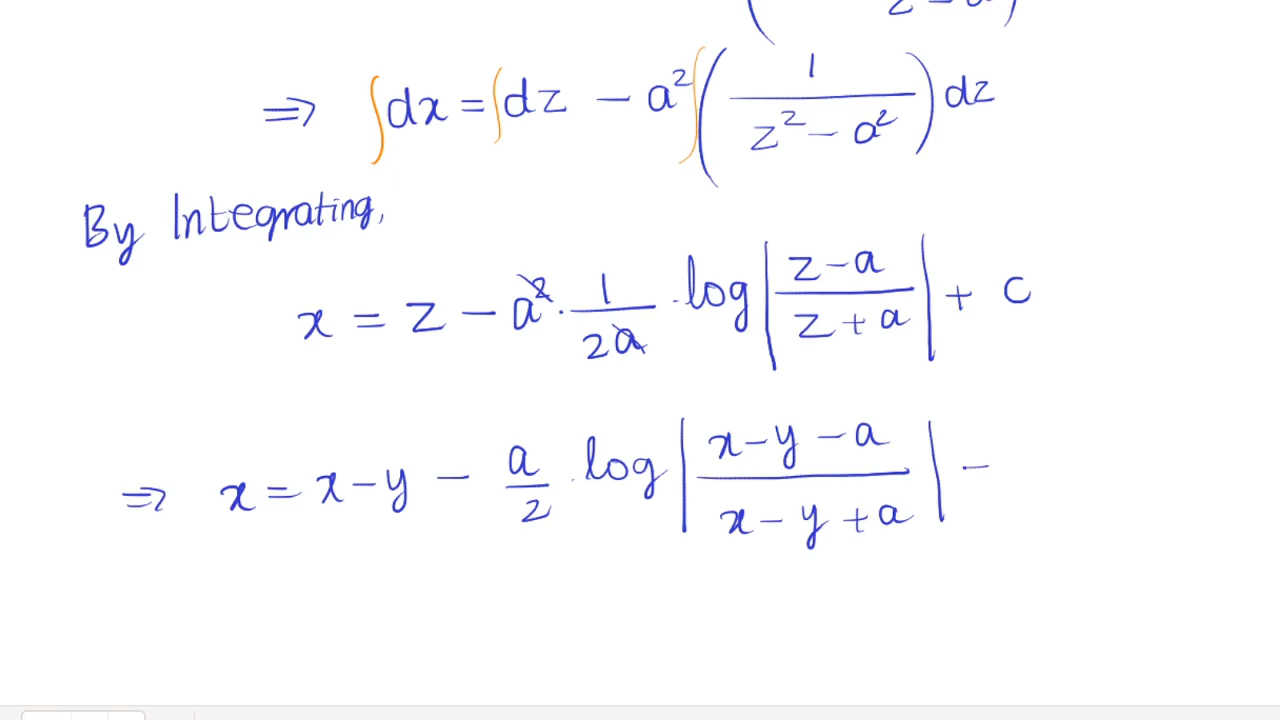 ⇒ ∫dx = ∫dz − a² ∫(1/(z² − a²)) dz
By Integrating,
x = z − a² · 1/2a · log |(z − a)/(z + a)| + c
⇒ x = x − y − a/2 · log |(x − y − a)/(x − y + a)| −